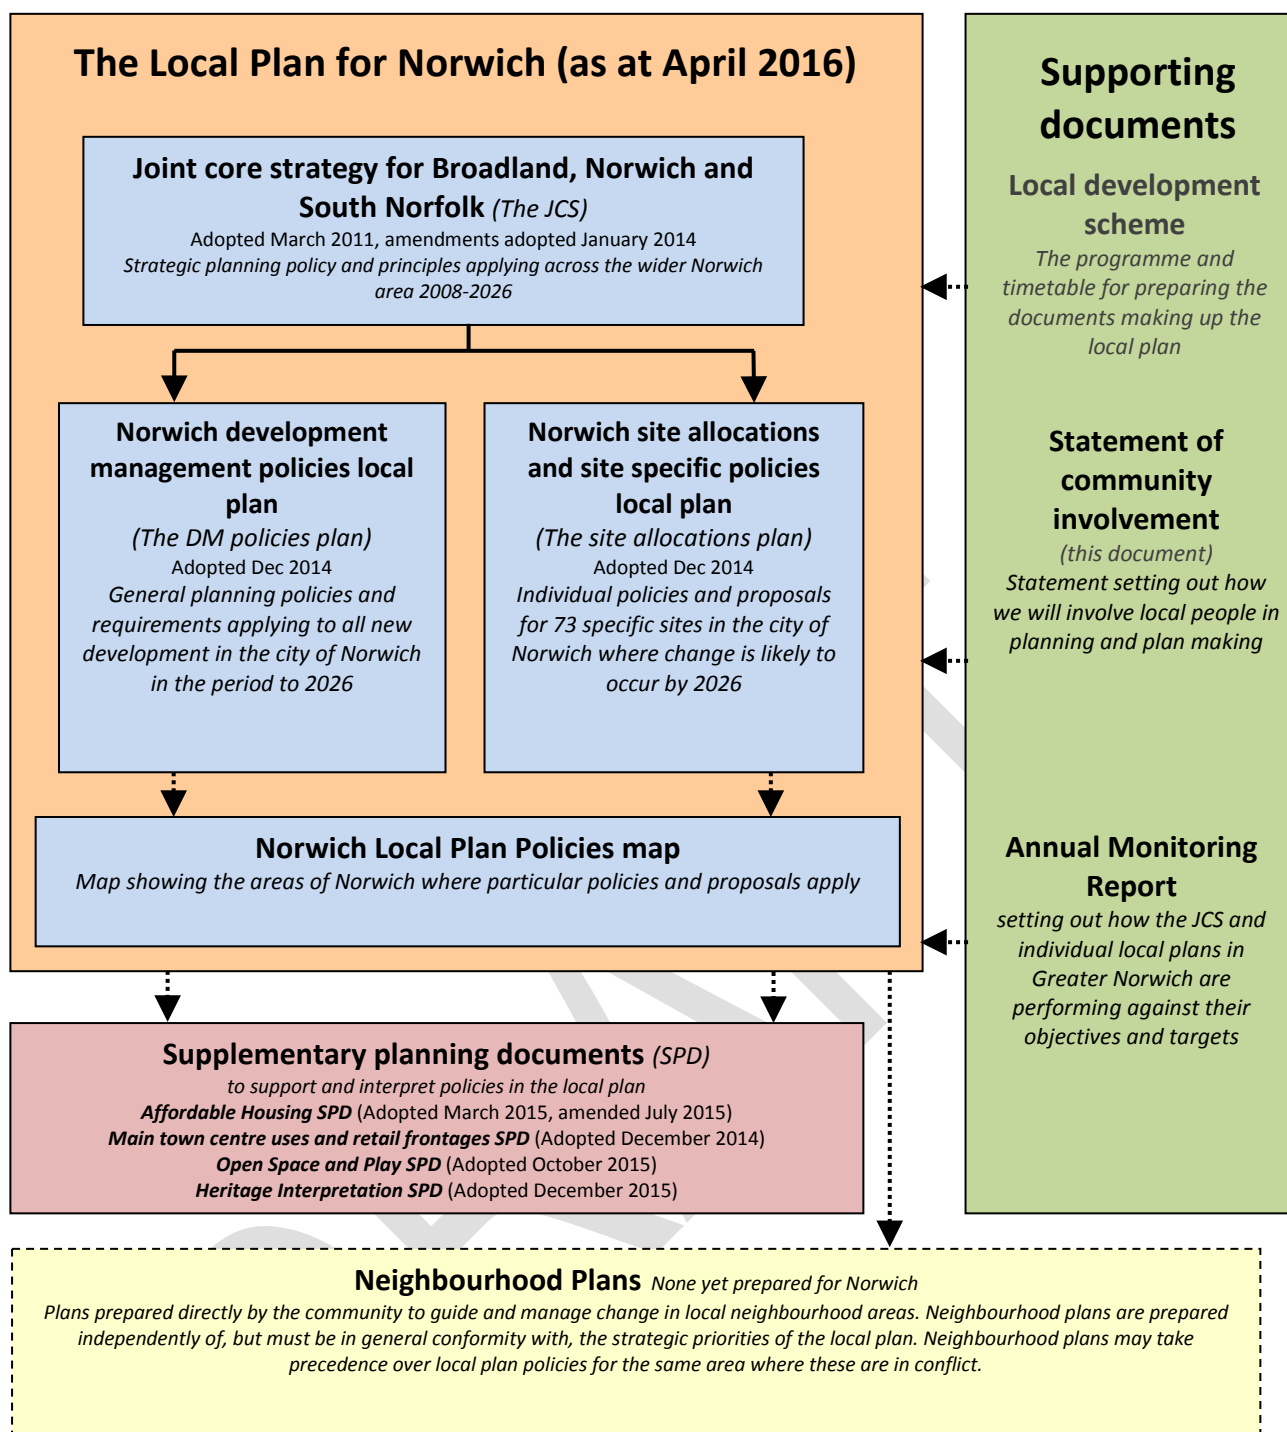 The Local Plan for Norwich (as at April 2016)
Joint core strategy for Broadland, Norwich and
South Norfolk (The JCS)
Adopted March 2011, amendments adopted January 2014
Strategic planning policy and principles applying across the wider Norwich
area 2008-2026
Norwich development
management policies local
plan
(The DM policies plan)
Adopted Dec 2014
General planning policies and
requirements applying to all new
development in the city of Norwich
in the period to 2026
Norwich site allocations
and site specific policies
local plan
(The site allocations plan)
Adopted Dec 2014
Individual policies and proposals
for 73 specific sites in the city of
Norwich where change is likely to
occur by 2026
Norwich Local Plan Policies map
Map showing the areas of Norwich where particular policies and proposals apply
Supporting
documents
Local development
scheme
The programme and
timetable for preparing the
documents making up the
local plan
Statement of
community
involvement
(this document)
Statement setting out how
we will involve local people in
planning and plan making
Annual Monitoring
Report
setting out how the JCS and
individual local plans in
Greater Norwich are
performing against their
objectives and targets
Supplementary planning documents (SPD)
to support and interpret policies in the local plan
Affordable Housing SPD (Adopted March 2015, amended July 2015)
Main town centre uses and retail frontages SPD (Adopted December 2014)
Open Space and Play SPD (Adopted October 2015)
Heritage Interpretation SPD (Adopted December 2015)
Neighbourhood Plans None yet prepared for Norwich
Plans prepared directly by the community to guide and manage change in local neighbourhood areas. Neighbourhood plans are prepared
independently of, but must be in general conformity with, the strategic priorities of the local plan. Neighbourhood plans may take
precedence over local plan policies for the same area where these are in conflict.